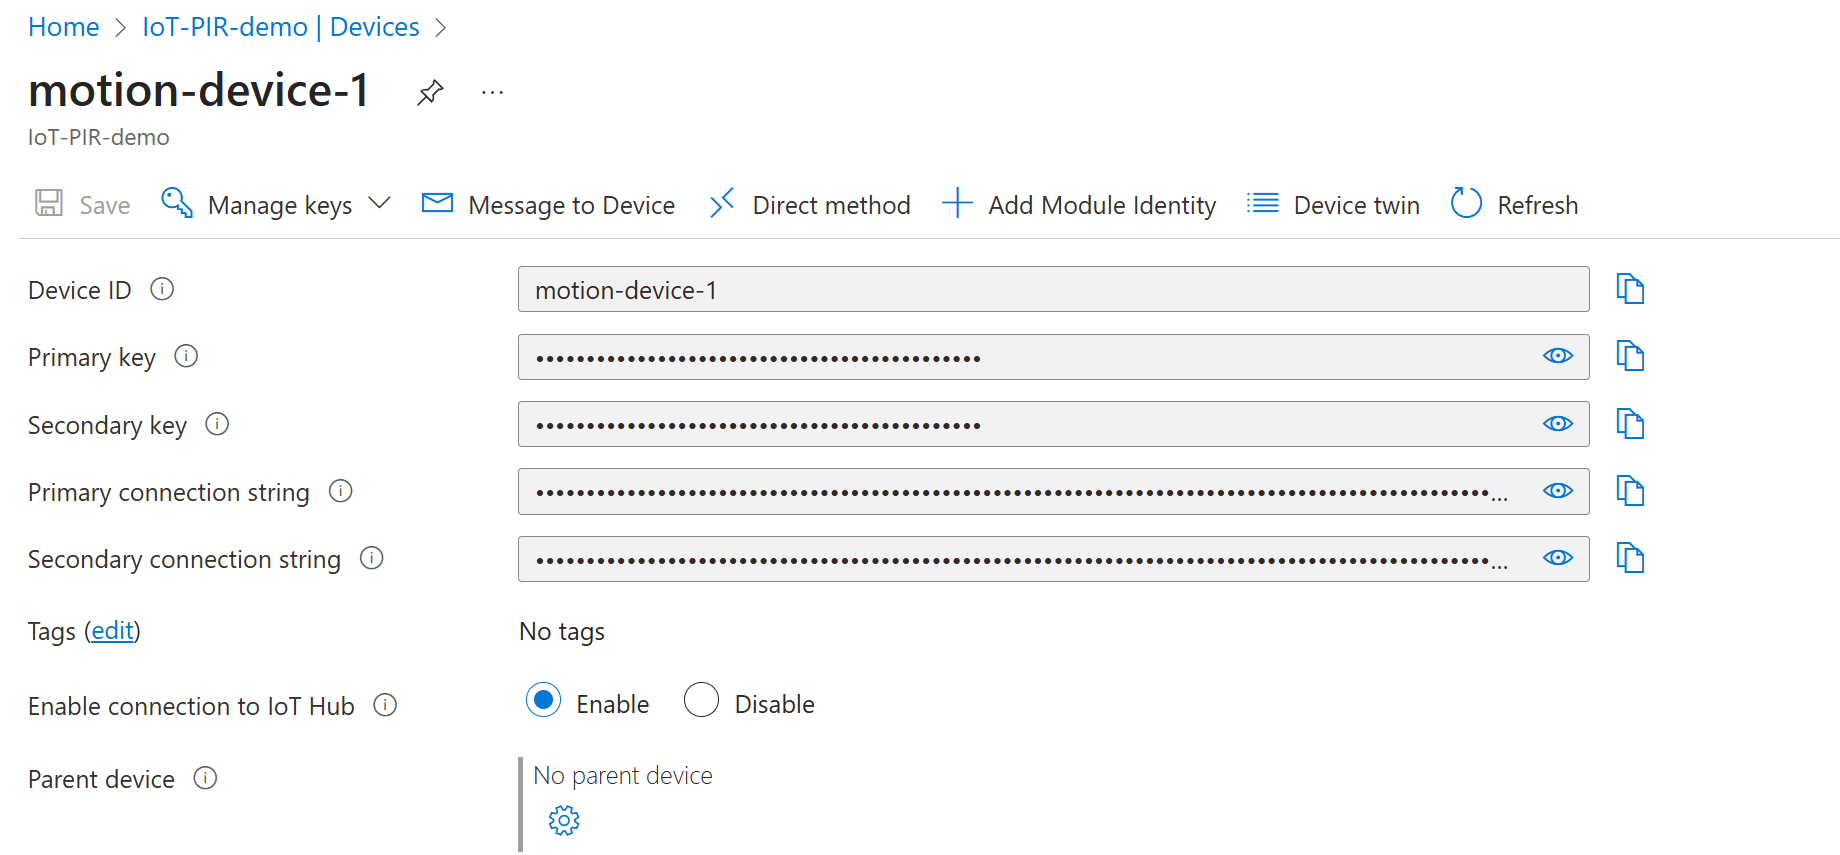 Home > IoT-PIR-demo | Devices >
motion-device-1 ...
IoT-PIR-demo
Save Manage keys Message to Device Direct method Add Module Identity Device twin Refresh
Device ID motion-device-1
Primary key ••••••••••••••••••••••••••••••••••••••••••••
Secondary key ••••••••••••••••••••••••••••••••••••••••••••
Primary connection string ••••••••••••••••••••••••••••••••••••••••••••••••••••••••••••••••••••••••••••••••••••••••••••••...
Secondary connection string ••••••••••••••••••••••••••••••••••••••••••••••••••••••••••••••••••••••••••••••••••••••••••••••...
Tags (edit) No tags
Enable connection to IoT Hub Enable Disable
Parent device No parent device